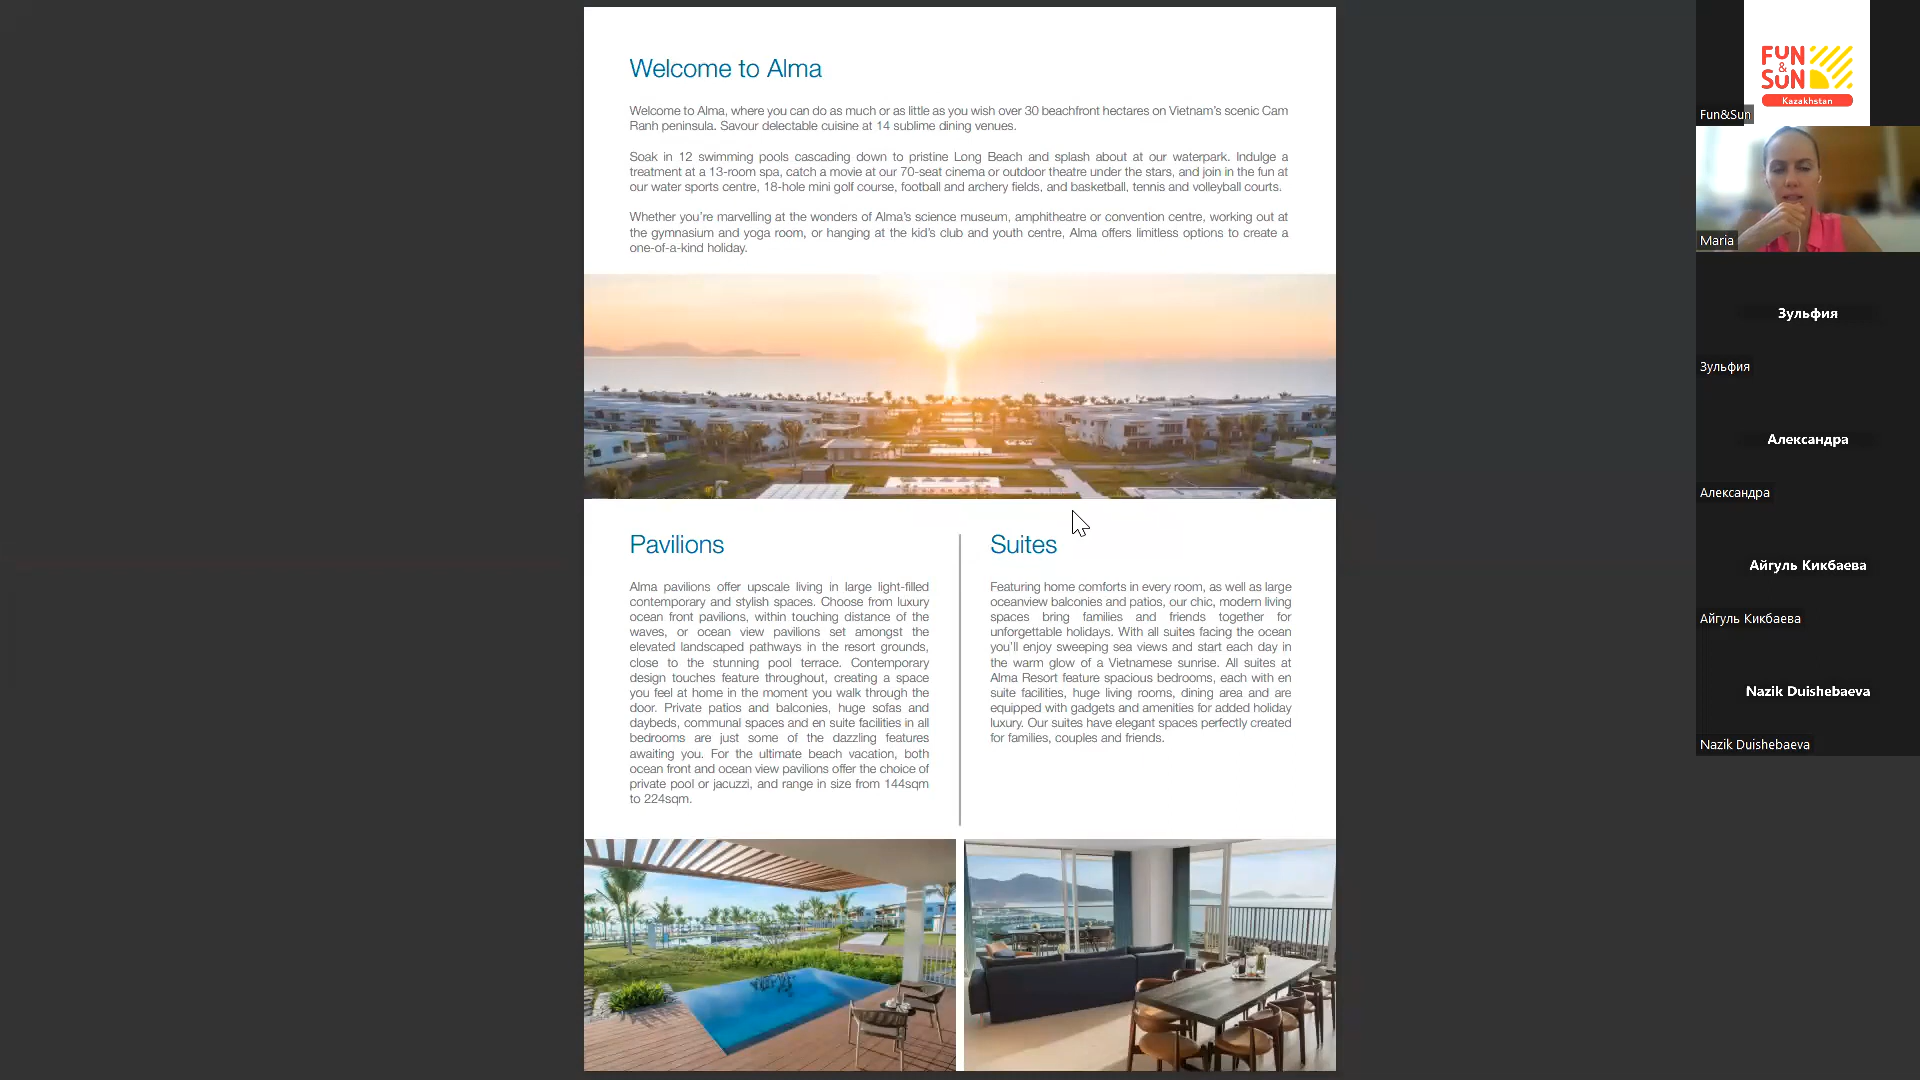 Welcome to Alma
Welcome to Alma, where you can do as much or as little as you wish over 30 beachfront hectares on Vietnam's scenic Cam
Ranh peninsula. Savour delectable cuisine at 14 sublime dining venues.
Soak in 12 swimming pools cascading down to pristine Long Beach and splash about at our waterpark. Indulge a
treatment at a 13-room spa, catch a movie at our 70-seat cinema or outdoor theatre under the stars, and join in the fun at
our water sports centre, 18-hole mini golf course, football and archery fields, and basketball, tennis and volleyball courts.
Whether you're marvelling at the wonders of Alma's science museum, amphitheatre or convention centre, working out at
the gymnasium and yoga room, or hanging at the kid's club and youth centre, Alma offers limitless options to create a
one-of-a-kind holiday.
Pavilions
Alma pavilions offer upscale living in large light-filled
contemporary and stylish spaces. Choose from luxury
ocean front pavilions, within touching distance of the
waves, or ocean view pavilions set amongst the
elevated landscaped pathways in the resort grounds,
close to the stunning pool terrace. Contemporary
design touches feature throughout, creating a space
you feel at home in the moment you walk through the
door. Private patios and balconies, huge sofas and
daybeds, communal spaces and en suite facilities in all
bedrooms are just some of the dazzling features
awaiting you. For the ultimate beach vacation, both
ocean front and ocean view pavilions offer the choice of
private pool or jacuzzi, and range in size from 144sqm
to 224sqm.
Suites
Featuring home comforts in every room, as well as large
oceanview balconies and patios, our chic, modern living
spaces bring families and friends together for
unforgettable holidays. With all suites facing the ocean
you'll enjoy sweeping sea views and start each day in
the warm glow of a Vietnamese sunrise. All suites at
Alma Resort feature spacious bedrooms, each with en
suite facilities, huge living rooms, dining area and are
equipped with gadgets and amenities for added holiday
luxury. Our suites have elegant spaces perfectly created
for families, couples and friends.
FUN
&
SUN
Kazakhstan
Fun&Sun
Maria
Зульфия
Зульфия
Александра
Александра
Айгуль Кикбаева
Айгуль Кикбаева
Nazik Duishebaeva
Nazik Duishebaeva